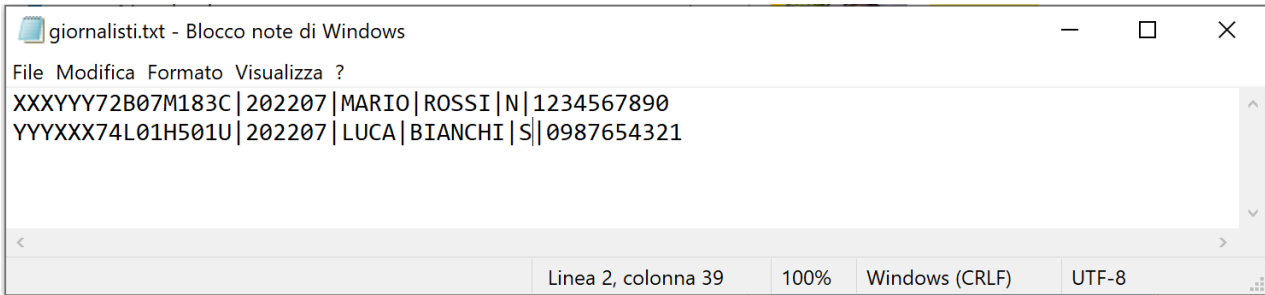 giornalisti.txt - Blocco note di Windows
File Modifica Formato Visualizza ?
XXXYYY72B07M183C|202207|MARIO|ROSSI|N|1234567890
YYYXXX74L01H501U|202207|LUCA|BIANCHI|S|0987654321
Linea 2, colonna 39 100% Windows (CRLF) UTF-8